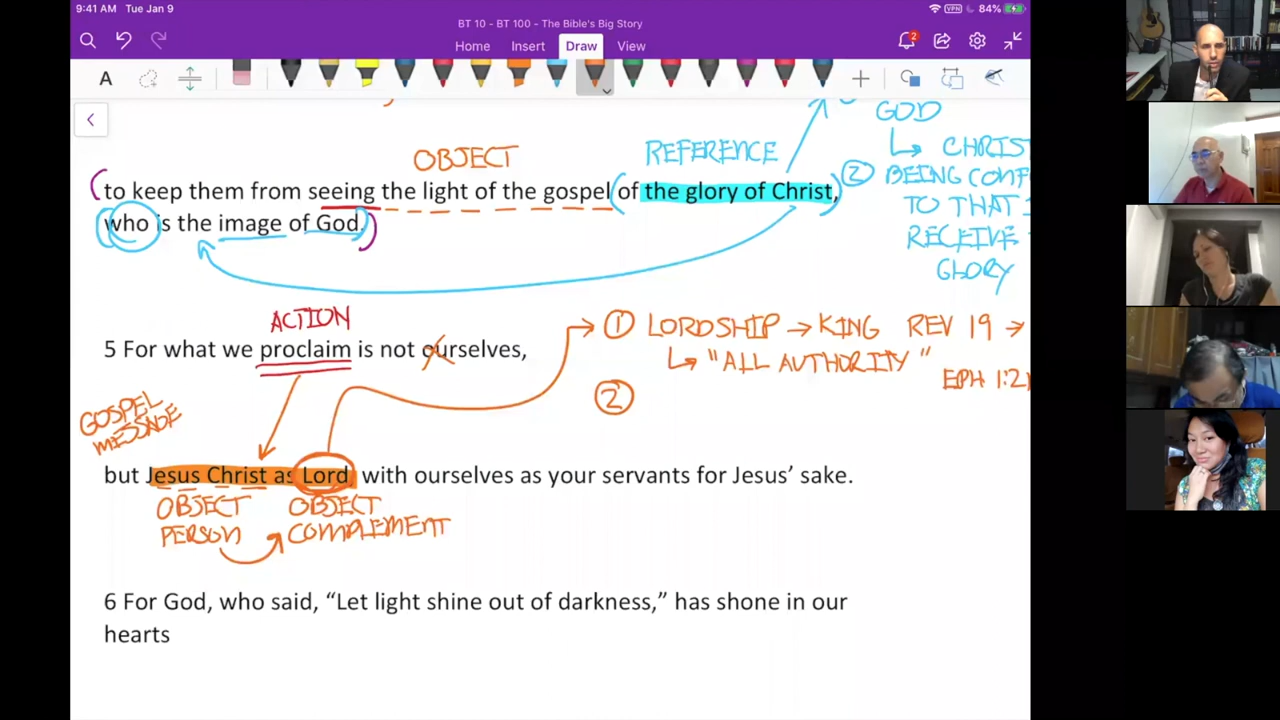 9:41 AM Tue Jan 9
BT 10 - BT 100 - The Bible's Big Story
VPN 84%
Home Insert Draw View
2
A
GOD
↳ CHRIST
OBJECT
REFERENCE
②
BEING CONF
TO THAT
RECEIVE
GLORY
(to keep them from seeing the light of the gospel of the glory of Christ,
who is the image of God.)
ACTION
① LORDSHIP → KING REV 19 →
↳ "ALL AUTHORITY"
EPH 1:21
5 For what we proclaim is not ourselves,
②
GOSPEL
MESSAGE
but Jesus Christ as Lord, with ourselves as your servants for Jesus’ sake.
OBJECT OBJECT
PERSON COMPLEMENT
6 For God, who said, “Let light shine out of darkness,” has shone in our
hearts